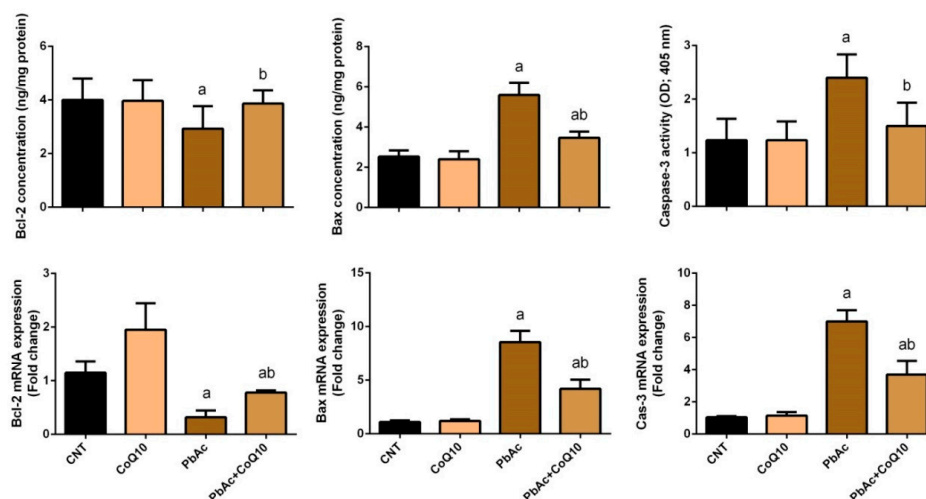 Bcl-2 concentration (ng/mg protein)
6
4
2
0
a
b
Bax concentration (ng/mg protein)
8
6
4
2
0
a
ab
Caspase-3 activity (OD; 405 nm)
3
2
1
0
a
b
Bcl-2 mRNA expression
(Fold change)
3
2
1
0
a
ab
CNT
CoQ10
PbAc
PbAc+CoQ10
Bax mRNA expression
(Fold change)
15
10
5
0
a
ab
CNT
CoQ10
PbAc
PbAc+CoQ10
Cas-3 mRNA expression
(Fold change)
10
8
6
4
2
0
a
ab
CNT
CoQ10
PbAc
PbAc+CoQ10